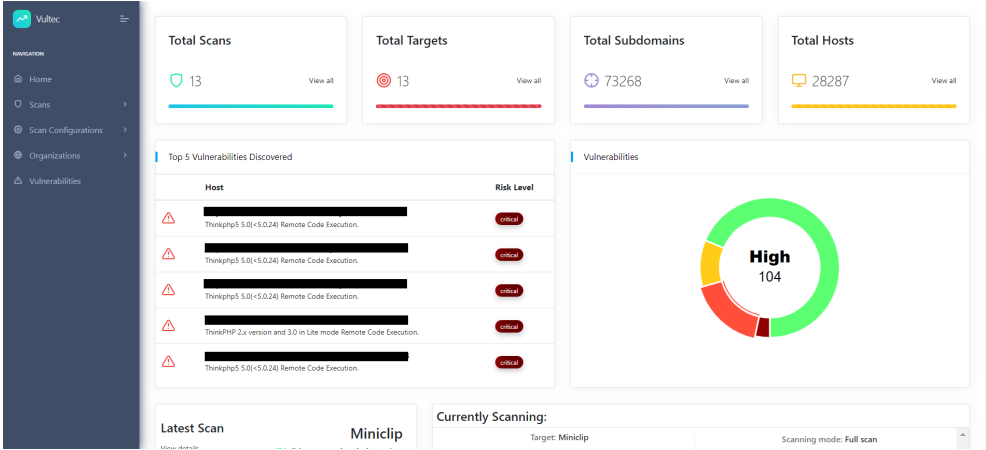 Vultec
NAVIGATION
Home
Scans
Scan Configurations
Organizations
Vulnerabilities
Total Scans
13
View all
Total Targets
13
View all
Total Subdomains
73268
View all
Total Hosts
28287
View all
Top 5 Vulnerabilities Discovered
Host Risk Level
Thinkphp5 5.0(<5.0.24) Remote Code Execution.
critical
Thinkphp5 5.0(<5.0.24) Remote Code Execution.
critical
Thinkphp5 5.0(<5.0.24) Remote Code Execution.
critical
ThinkPHP 2.x version and 3.0 in Lite mode Remote Code Execution.
critical
Thinkphp5 5.0(<5.0.24) Remote Code Execution.
critical
Vulnerabilities
High
104
Latest Scan
View details
Miniclip
Currently Scanning:
Target: Miniclip
Scanning mode: Full scan